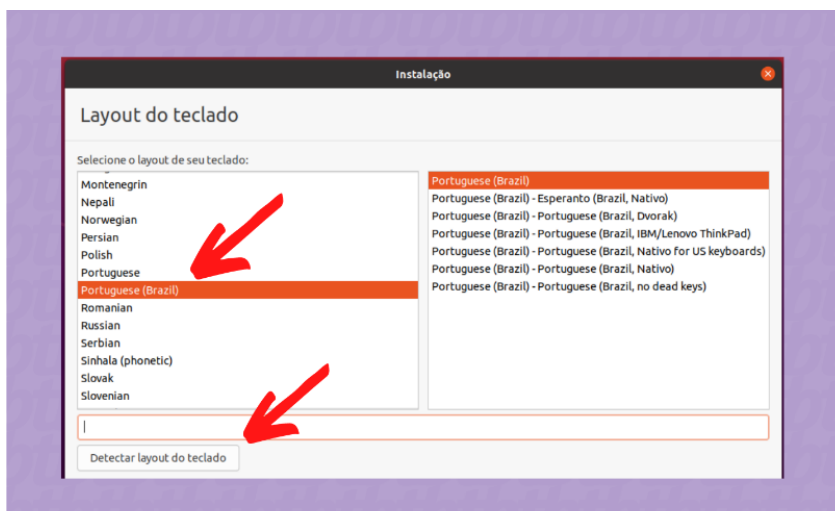 Instalação
Layout do teclado
Selecione o layout de seu teclado:
Montenegrin
Nepali
Norwegian
Persian
Polish
Portuguese
Portuguese (Brazil)
Romanian
Russian
Serbian
Sinhala (phonetic)
Slovak
Slovenian
Portuguese (Brazil)
Portuguese (Brazil) - Esperanto (Brazil, Nativo)
Portuguese (Brazil) - Portuguese (Brazil, Dvorak)
Portuguese (Brazil) - Portuguese (Brazil, IBM/Lenovo ThinkPad)
Portuguese (Brazil) - Portuguese (Brazil, Nativo for US keyboards)
Portuguese (Brazil) - Portuguese (Brazil, Nativo)
Portuguese (Brazil) - Portuguese (Brazil, no dead keys)
Detectar layout do teclado